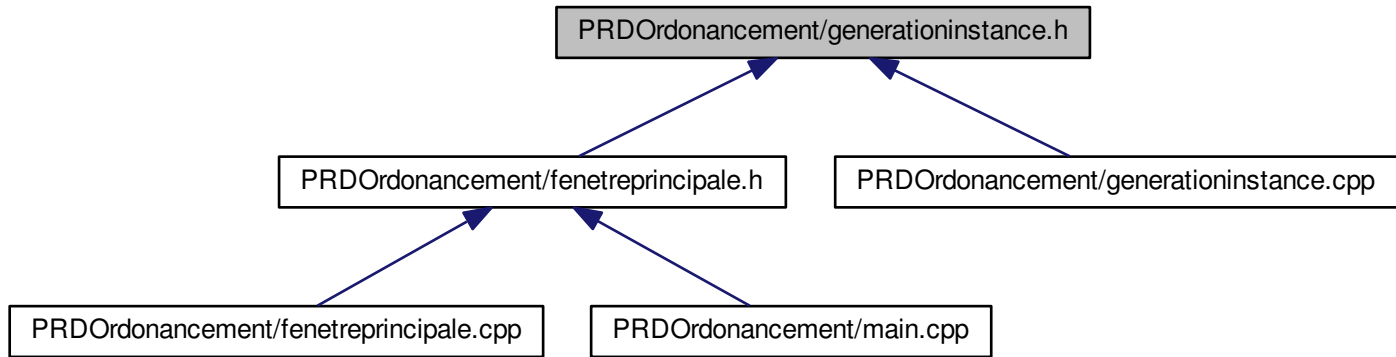 PRDOrdonancement/generationinstance.h
PRDOrdonancement/fenetreprincipale.h
PRDOrdonancement/generationinstance.cpp
PRDOrdonancement/fenetreprincipale.cpp
PRDOrdonancement/main.cpp